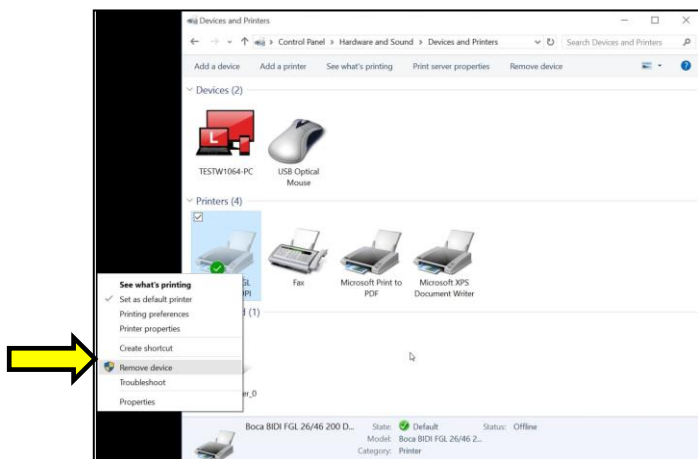 Devices and Printers
Control Panel > Hardware and Sound > Devices and Printers
Search Devices and Printers
Add a device Add a printer See what's printing Print server properties Remove device
Devices (2)
L
TESTW1064-PC
USB Optical
Mouse
Printers (4)
GL
PI
Fax
Microsoft Print to
PDF
Microsoft XPS
Document Writer
See what's printing
Set as default printer
Printing preferences
Printer properties
Create shortcut
Remove device
Troubleshoot
Properties
d (1)
er_0
Boca BIDI FGL 26/46 200 D... State: Default Status: Offline
Model: Boca BIDI FGL 26/46 2...
Category: Printer